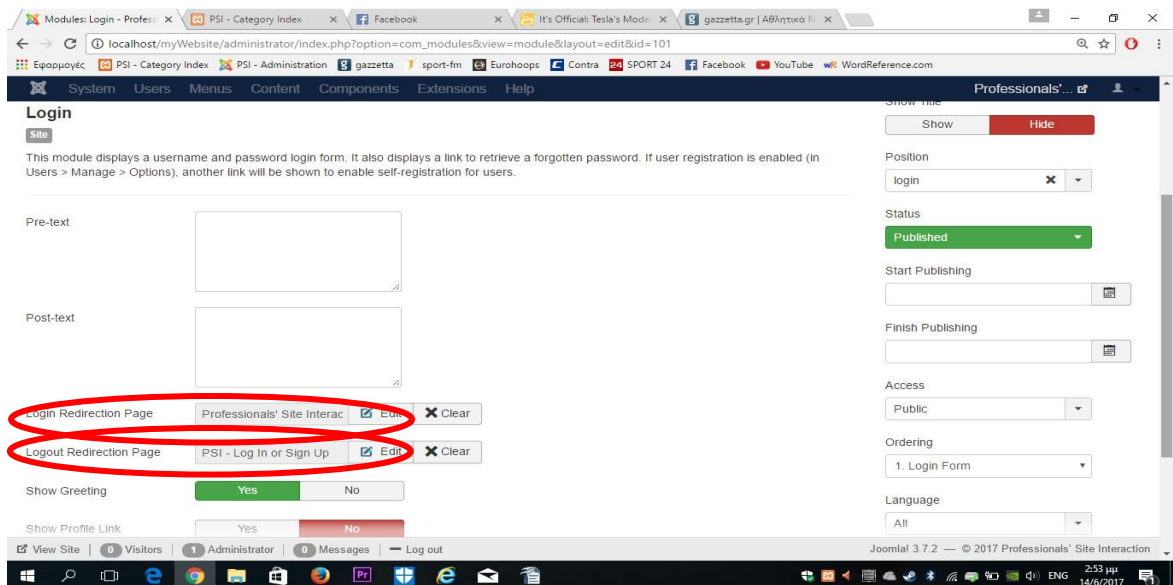 Modules: Login - Profess
PSI - Category Index
Facebook
It's Official: Tesla's Mode
gazzetta.gr | Αθλητικά Ν
localhost/myWebsite/administrator/index.php?option=com_modules&view=module&layout=edit&id=101
Εφαρμογές PSI - Category Index PSI - Administration gazzetta sport-fm Eurohoops Contra 24 SPORT 24 Facebook YouTube WR WordReference.com
System Users Menus Content Components Extensions Help Professionals'...
Login
Site
This module displays a username and password login form. It also displays a link to retrieve a forgotten password. If user registration is enabled (in
Users > Manage > Options), another link will be shown to enable self-registration for users.
Pre-text
Post-text
Login Redirection Page Professionals' Site Interac Edit Clear
Logout Redirection Page PSI - Log In or Sign Up Edit Clear
Show Greeting Yes No
Show Profile Link Yes No
Show Title
Show Hide
Position
login
Status
Published
Start Publishing
Finish Publishing
Access
Public
Ordering
1. Login Form
Language
All
View Site 0 Visitors 1 Administrator 0 Messages Log out Joomla! 3.7.2 — © 2017 Professionals' Site Interaction
Pr ENG 2:53 μμ
14/6/2017